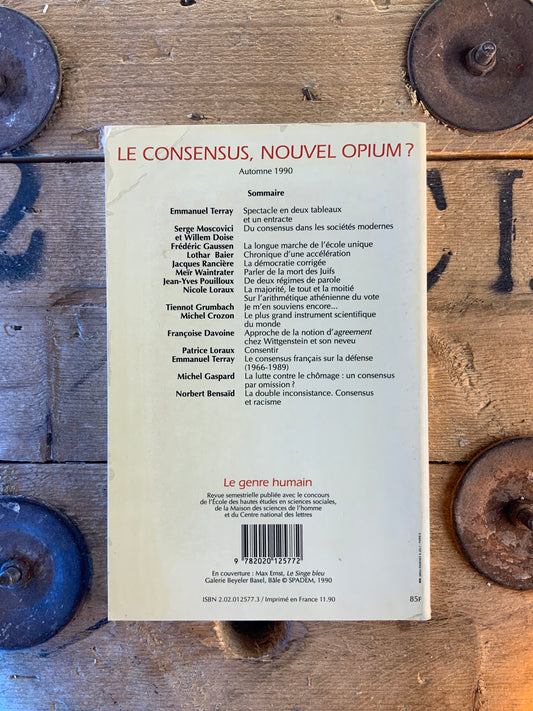 LE CONSENSUS, NOUVEL OPIUM ?
Automne 1990
Sommaire
Emmanuel Terray Spectacle en deux tableaux
et un entracte
Serge Moscovici Du consensus dans les sociétés modernes
et Willem Doise
Frédéric Gaussen La longue marche de l'école unique
Lothar Baier Chronique d'une accélération
Jacques Rancière La démocratie corrigée
Meïr Waintrater Parler de la mort des Juifs
Jean-Yves Pouilloux De deux régimes de parole
Nicole Loraux La majorité, le tout et la moitié
Sur l'arithmétique athénienne du vote
Tiennot Grumbach Je m'en souviens encore...
Michel Crozon Le plus grand instrument scientifique
du monde
Françoise Davoine Approche de la notion d'agreement
chez Wittgenstein et son neveu
Patrice Loraux Consentir
Emmanuel Terray Le consensus français sur la défense
(1966-1989)
Michel Gaspard La lutte contre le chômage : un consensus
par omission ?
Norbert Bensaïd La double inconsistance. Consensus
et racisme
Le genre humain
Revue semestrielle publiée avec le concours
de l'École des hautes études en sciences sociales,
de la Maison des sciences de l'homme
et du Centre national des lettres
9 782020 125772
En couverture : Max Ernst, Le Singe bleu
Galerie Beyeler Basel, Bâle © SPADEM, 1990
ISBN 2.02.012577.3 / Imprimé en France 11.90
85F